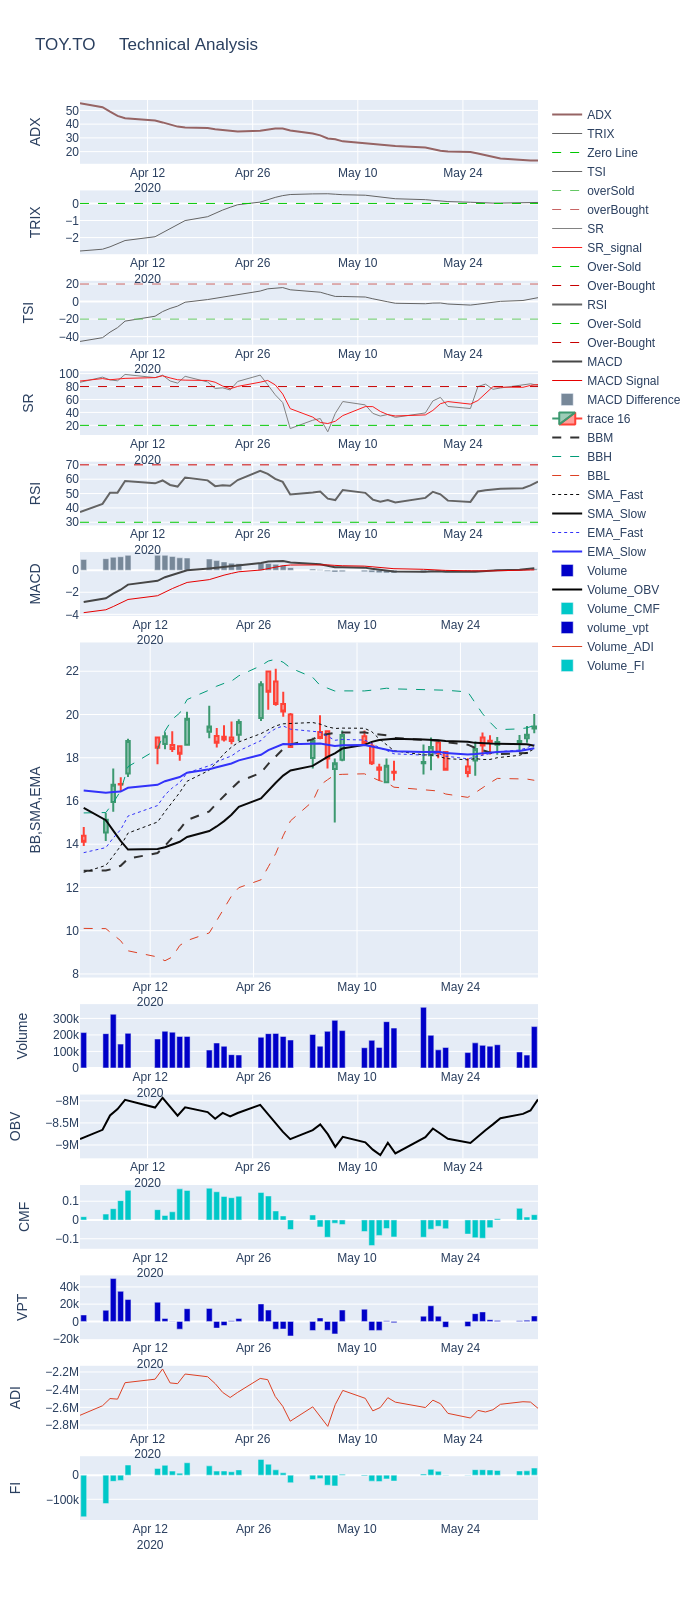 TOY.TO Technical Analysis
ADX
50
40
30
20
Apr 12
2020
Apr 26
May 10
May 24
TRIX
0
−1
−2
Apr 12
2020
Apr 26
May 10
May 24
TSI
20
0
−20
−40
Apr 12
2020
Apr 26
May 10
May 24
SR
100
80
60
40
20
Apr 12
2020
Apr 26
May 10
May 24
RSI
70
60
50
40
30
Apr 12
2020
Apr 26
May 10
May 24
MACD
0
−2
−4
Apr 12
2020
Apr 26
May 10
May 24
BB,SMA,EMA
22
20
18
16
14
12
10
8
Apr 12
2020
Apr 26
May 10
May 24
Volume
300k
200k
100k
0
Apr 12
2020
Apr 26
May 10
May 24
OBV
−8M
−8.5M
−9M
Apr 12
2020
Apr 26
May 10
May 24
CMF
0.1
0
−0.1
Apr 12
2020
Apr 26
May 10
May 24
VPT
40k
20k
0
−20k
Apr 12
2020
Apr 26
May 10
May 24
ADI
−2.2M
−2.4M
−2.6M
−2.8M
Apr 12
2020
Apr 26
May 10
May 24
FI
0
−100k
Apr 12
2020
Apr 26
May 10
May 24
ADX
TRIX
Zero Line
TSI
overSold
overBought
SR
SR_signal
Over-Sold
Over-Bought
RSI
Over-Sold
Over-Bought
MACD
MACD Signal
MACD Difference
trace 16
BBM
BBH
BBL
SMA_Fast
SMA_Slow
EMA_Fast
EMA_Slow
Volume
Volume_OBV
Volume_CMF
volume_vpt
Volume_ADI
Volume_FI